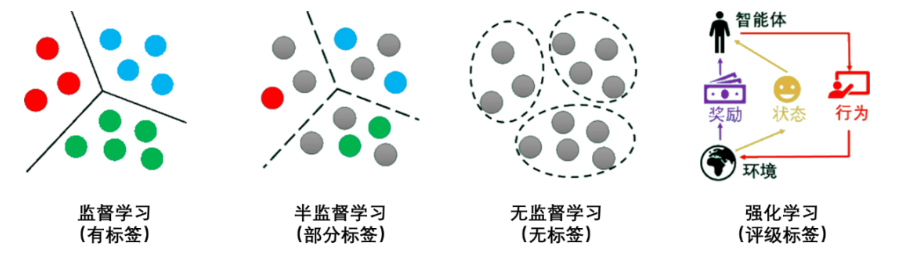 智能体
奖励
状态
行为
环境
监督学习
(有标签)
半监督学习
(部分标签)
无监督学习
(无标签)
强化学习
(评级标签)